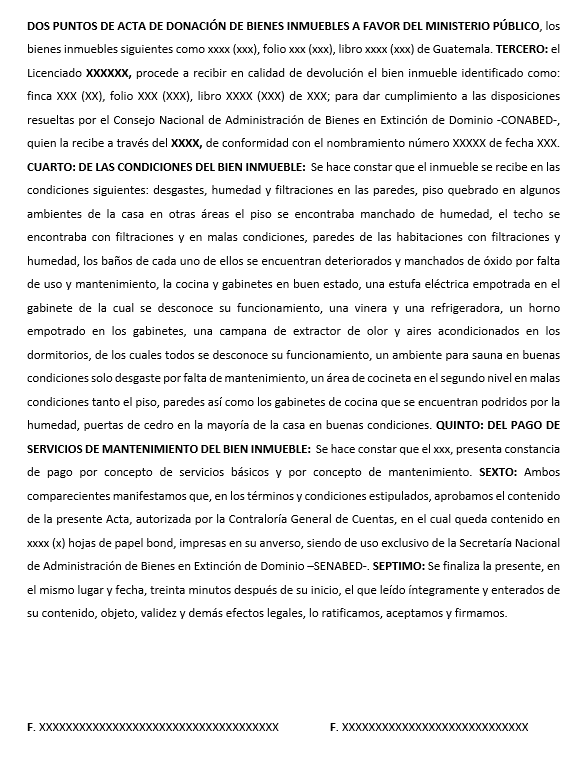 DOS PUNTOS DE ACTA DE DONACIÓN DE BIENES INMUEBLES A FAVOR DEL MINISTERIO PÚBLICO, los
bienes inmuebles siguientes como xxxx (xxx), folio xxx (xxx), libro xxxx (xxx) de Guatemala. TERCERO: el
Licenciado XXXXXX, procede a recibir en calidad de devolución el bien inmueble identificado como:
finca XXX (XX), folio XXX (XXX), libro XXXX (XXX) de XXX; para dar cumplimiento a las disposiciones
resueltas por el Consejo Nacional de Administración de Bienes en Extinción de Dominio -CONABED-,
quien la recibe a través del XXXX, de conformidad con el nombramiento número XXXXX de fecha XXX.
CUARTO: DE LAS CONDICIONES DEL BIEN INMUEBLE: Se hace constar que el inmueble se recibe en las
condiciones siguientes: desgastes, humedad y filtraciones en las paredes, piso quebrado en algunos
ambientes de la casa en otras áreas el piso se encontraba manchado de humedad, el techo se
encontraba con filtraciones y en malas condiciones, paredes de las habitaciones con filtraciones y
humedad, los baños de cada uno de ellos se encuentran deteriorados y manchados de óxido por falta
de uso y mantenimiento, la cocina y gabinetes en buen estado, una estufa eléctrica empotrada en el
gabinete de la cual se desconoce su funcionamiento, una vinera y una refrigeradora, un horno
empotrado en los gabinetes, una campana de extractor de olor y aires acondicionados en los
dormitorios, de los cuales todos se desconoce su funcionamiento, un ambiente para sauna en buenas
condiciones solo desgaste por falta de mantenimiento, un área de cocineta en el segundo nivel en malas
condiciones tanto el piso, paredes así como los gabinetes de cocina que se encuentran podridos por la
humedad, puertas de cedro en la mayoría de la casa en buenas condiciones. QUINTO: DEL PAGO DE
SERVICIOS DE MANTENIMIENTO DEL BIEN INMUEBLE: Se hace constar que el xxx, presenta constancia
de pago por concepto de servicios básicos y por concepto de mantenimiento. SEXTO: Ambos
comparecientes manifestamos que, en los términos y condiciones estipulados, aprobamos el contenido
de la presente Acta, autorizada por la Contraloría General de Cuentas, en el cual queda contenido en
xxxx (x) hojas de papel bond, impresas en su anverso, siendo de uso exclusivo de la Secretaría Nacional
de Administración de Bienes en Extinción de Dominio –SENABED-. SEPTIMO: Se finaliza la presente, en
el mismo lugar y fecha, treinta minutos después de su inicio, el que leído íntegramente y enterados de
su contenido, objeto, validez y demás efectos legales, lo ratificamos, aceptamos y firmamos.
F. XXXXXXXXXXXXXXXXXXXXXXXXXXXXXXXXXXXX F. XXXXXXXXXXXXXXXXXXXXXXXXXXXX